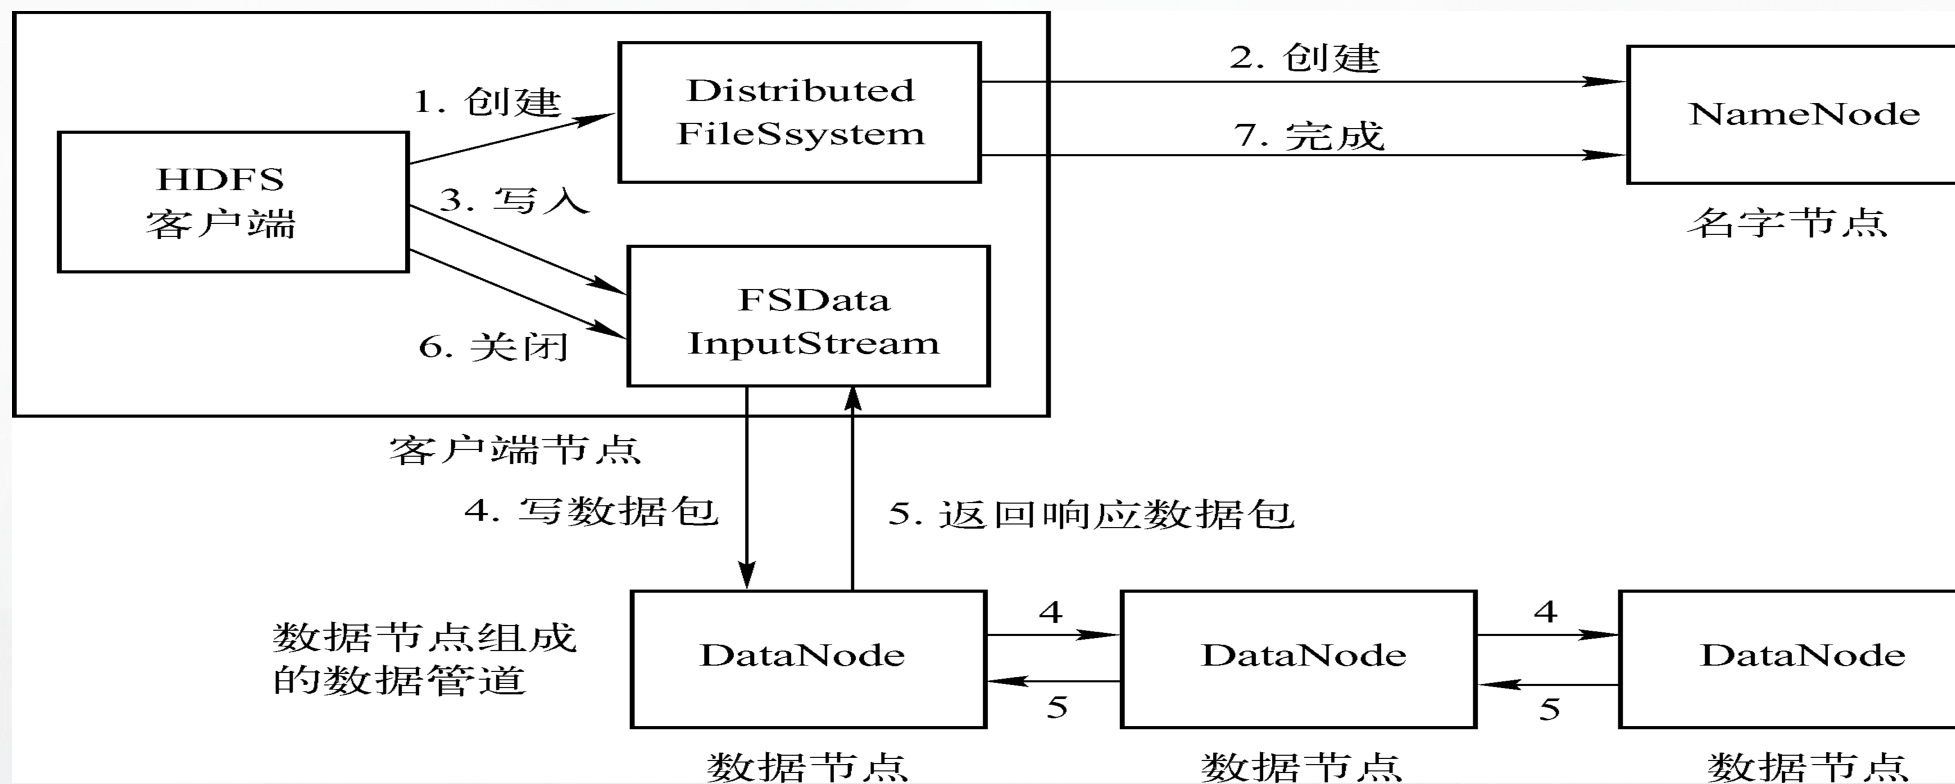 1. 创建
Distributed
FileSsystem
2. 创建
7. 完成
NameNode
名字节点
HDFS
客户端
3. 写入
6. 关闭
FSData
InputStream
客户端节点
4. 写数据包
5. 返回响应数据包
数据节点组成
的数据管道
DataNode
4
5
DataNode
4
5
DataNode
数据节点
数据节点
数据节点